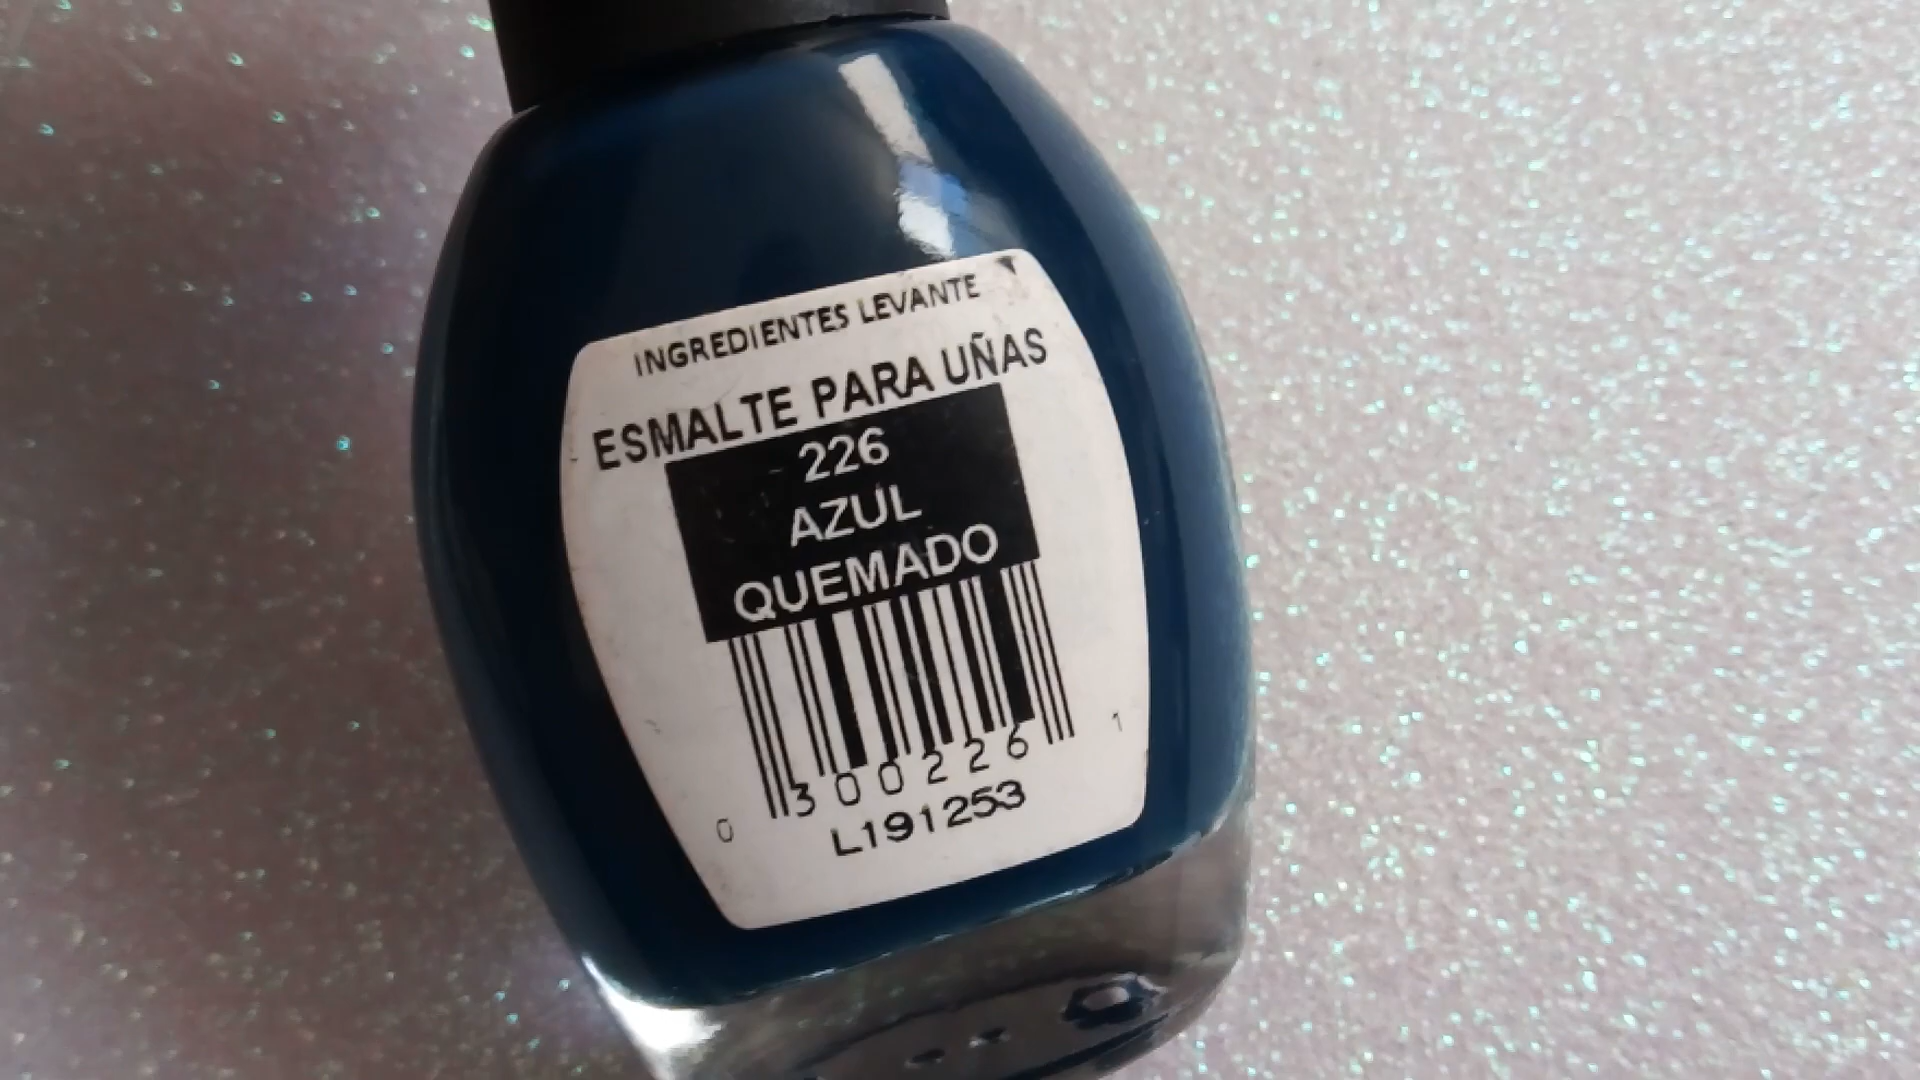 INGREDIENTES LEVANTE
ESMALTE PARA UÑAS
226
AZUL
QUEMADO
0 300226 1
L191253